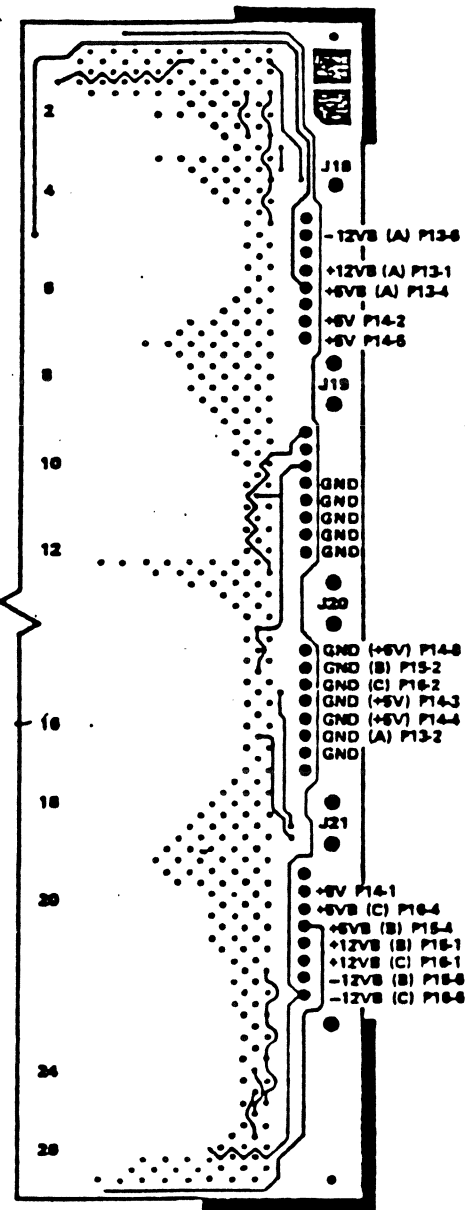 2
J18
4
-12VB (A) P13-6
+12VB (A) P13-1
6
+5VB (A) P13-4
+5V P14-2
+5V P14-5
8
J19
10
GND
GND
GND
GND
12
GND
J20
GND (+5V) P14-8
GND (B) P15-2
GND (C) P16-2
GND (+5V) P14-3
16
GND (+5V) P14-4
GND (A) P13-2
GND
18
J21
+5V P14-1
20
+5VB (C) P16-4
+5VB (B) P15-4
+12VB (B) P15-1
+12VB (C) P16-1
-12VB (B) P15-6
-12VB (C) P16-6
24
26